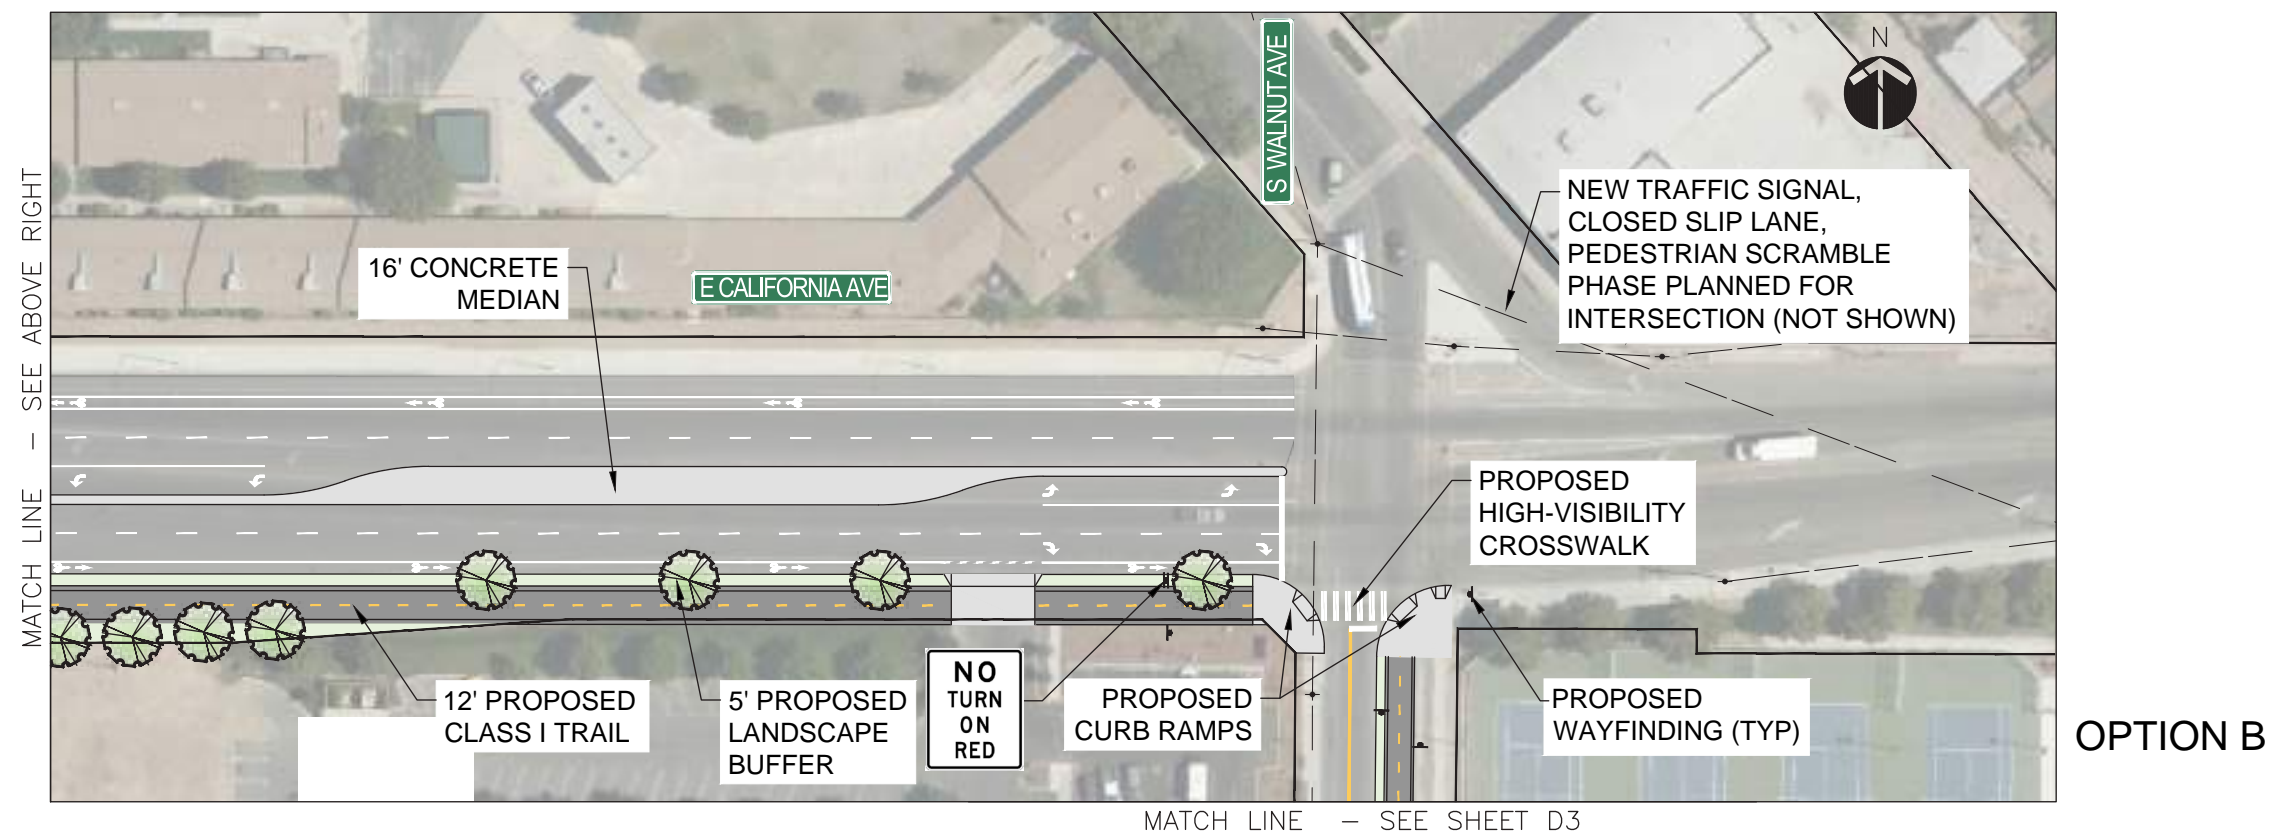 N
S WALNUT AVE
NEW TRAFFIC SIGNAL,
CLOSED SLIP LANE,
PEDESTRIAN SCRAMBLE
PHASE PLANNED FOR
INTERSECTION (NOT SHOWN)
16' CONCRETE
MEDIAN
E CALIFORNIA AVE
MATCH LINE - SEE ABOVE RIGHT
PROPOSED
HIGH-VISIBILITY
CROSSWALK
12' PROPOSED
CLASS I TRAIL
5' PROPOSED
LANDSCAPE
BUFFER
NO
TURN
ON
RED
PROPOSED
CURB RAMPS
PROPOSED
WAYFINDING (TYP)
OPTION B
MATCH LINE - SEE SHEET D3